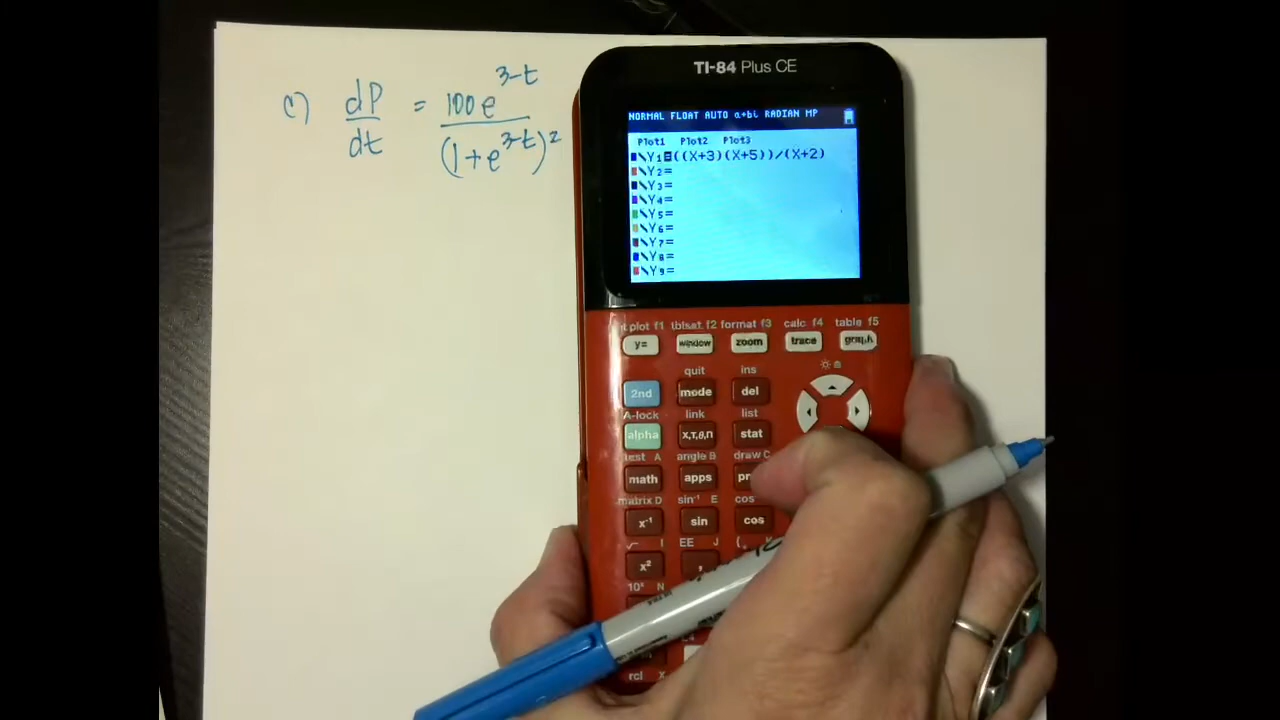 c) dP/dt = 100e^(3-t) / (1+e^(3-t))^2
TI-84 Plus CE
NORMAL FLOAT AUTO a+bi RADIAN MP
Plot1 Plot2 Plot3
\Y1=((X+3)(X+5))/(X+2)
\Y2=
\Y3=
\Y4=
\Y5=
\Y6=
\Y7=
\Y8=
\Y9=
plot f1 tblset f2 format f3 calc f4 table f5
y= window zoom trace graph
quit ins
2nd mode del
A-lock link list
alpha X,T,θ,n stat
test A angle B draw C
math apps
matrix D sin⁻¹ E cos
x⁻¹ sin cos
√ I EE J { K
x² ,
10ˣ N
rcl X